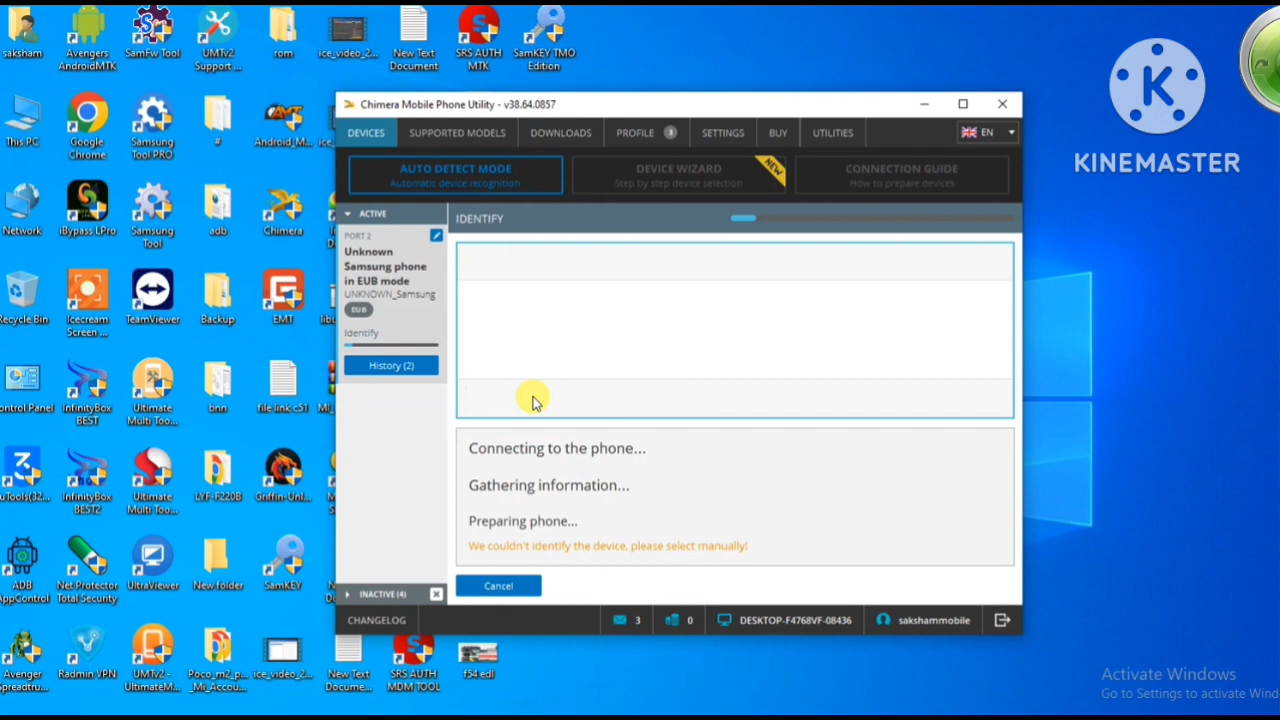 saksham
Avengers
AndroidMTK
SamFw Tool
UMTv2
Support ...
rom
ice_video_2...
New Text
Document
SRS AUTH
MTK
SamKEY TMO
Edition
This PC
Google
Chrome
Samsung
Tool PRO
#
Android_M...
Network
iBypass LPro
Samsung
Tool
adb
Chimera
Recycle Bin
Icecream
Screen ...
TeamViewer
Backup
EMT
ontrol Panel
InfinityBox
BEST
Ultimate
Multi Too...
bnn
file link c51
InfinityBox
BEST2
Ultimate
Multi Too...
LYF-F220B
Griffin-Unl...
ADB
AppControl
Net Protector
Total Security
UltraViewer
New folder
SamKEY
Avenger
Spreadtru...
Radmin VPN
UMTv2 -
UltimateM...
Poco_m2_p...
_Mi_Accou...
ice_video_2...
New Text
Docume...
SRS AUTH
MDM TOOL
f54 edl
Chimera Mobile Phone Utility - v38.64.0857
DEVICES
SUPPORTED MODELS
DOWNLOADS
PROFILE 3
SETTINGS
BUY
UTILITIES
EN
AUTO DETECT MODE
Automatic device recognition
DEVICE WIZARD
Step by step device selection
NEW
CONNECTION GUIDE
How to prepare devices
ACTIVE
IDENTIFY
PORT 2
Unknown
Samsung phone
in EUB mode
UNKNOWN_Samsung
EUB
Identify
History (2)
Connecting to the phone...
Gathering information...
Preparing phone...
We couldn't identify the device, please select manually!
INACTIVE (4)
Cancel
CHANGELOG
3
0
DESKTOP-F4768VF-08436
sakshammobile
K
KINEMASTER
Activate Windows
Go to Settings to activate Wind